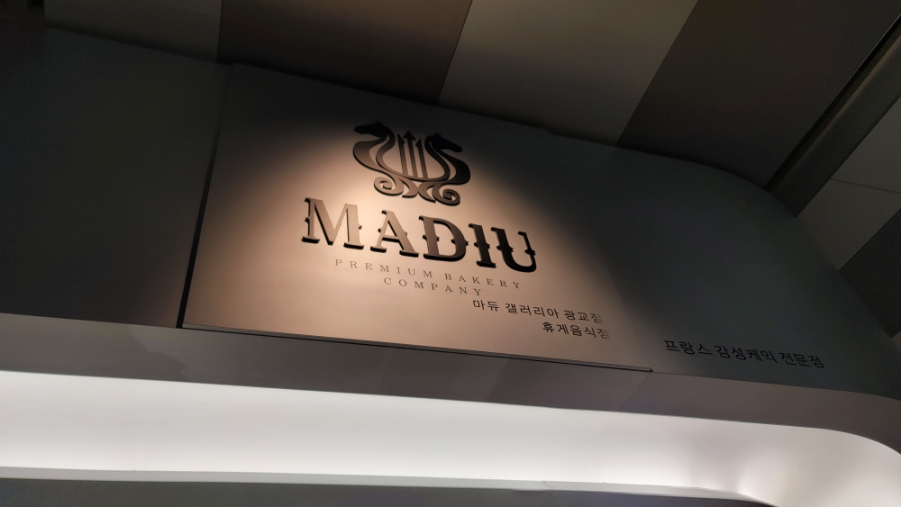 MADIU
PREMIUM BAKERY
COMPANY
마듀 갤러리아 광교점
휴게음식점
프랑스 감성케익 전문점